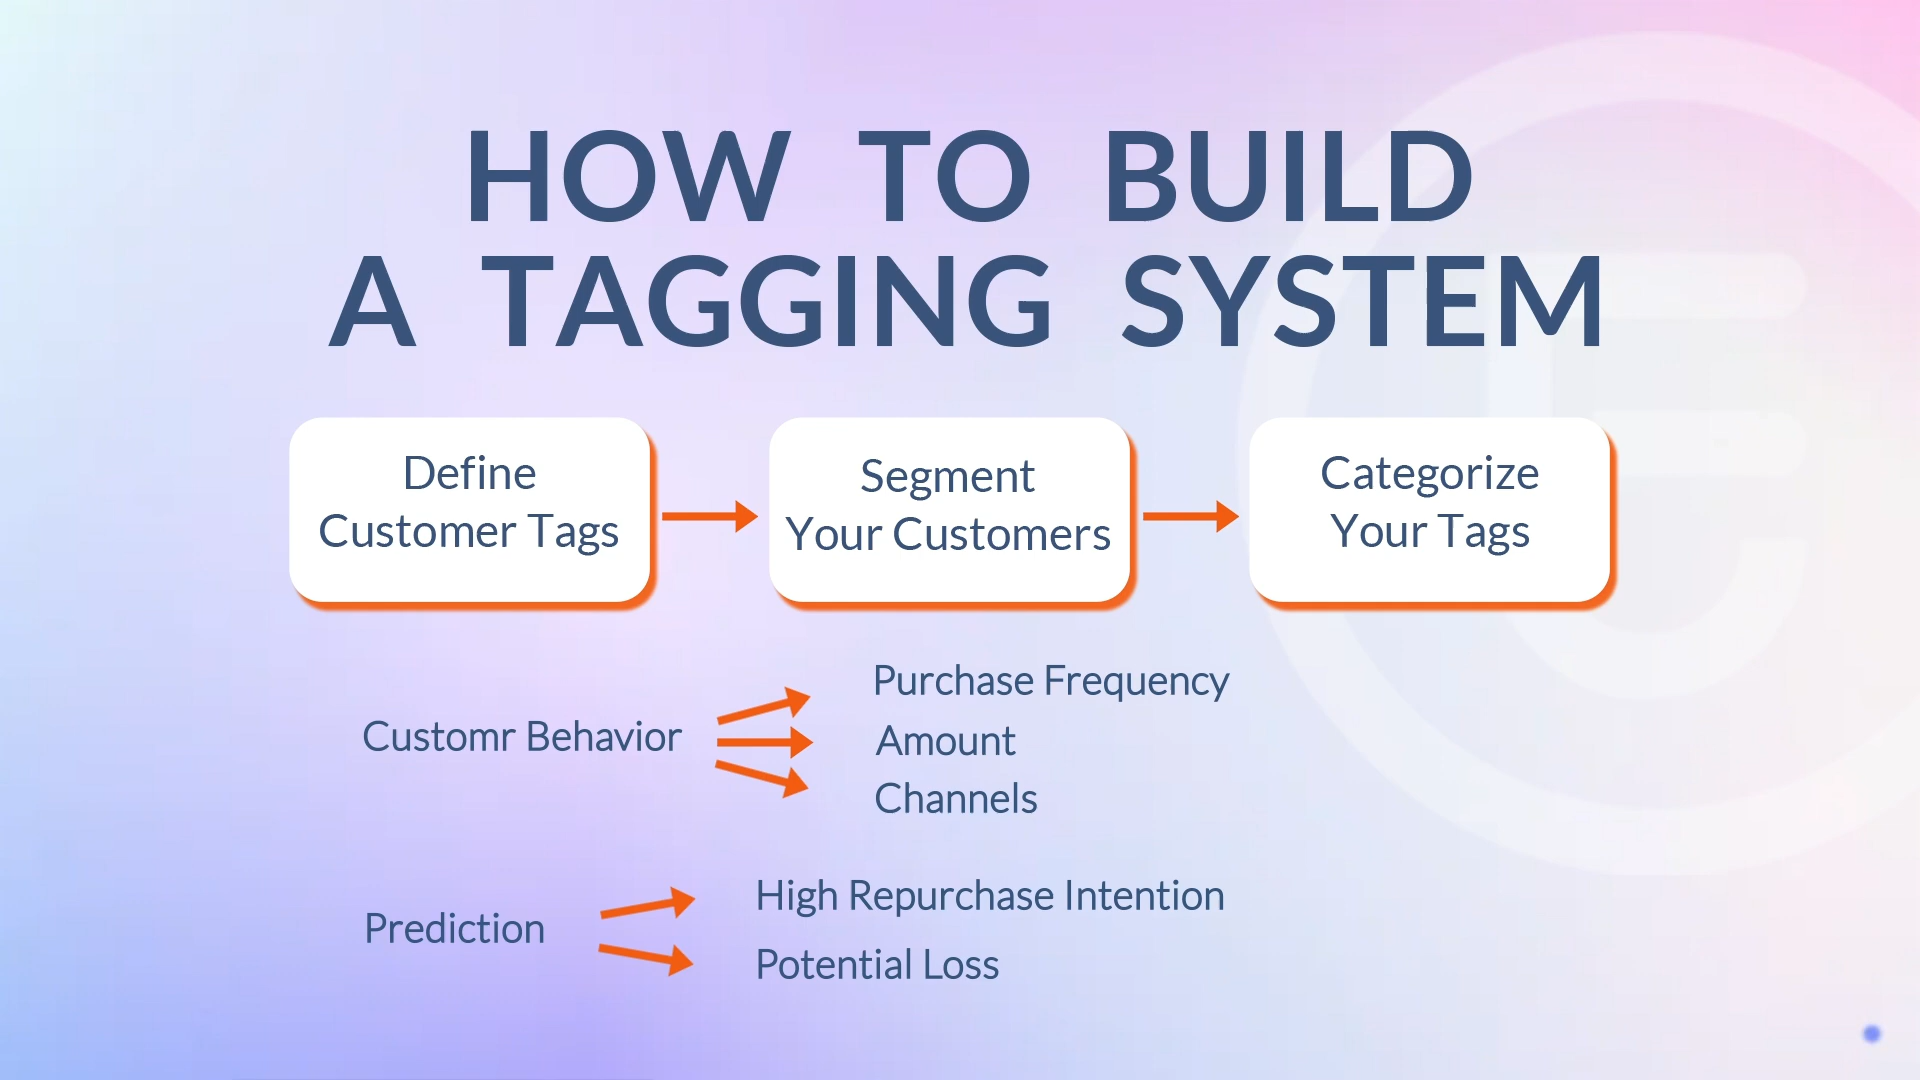 HOW TO BUILD
A TAGGING SYSTEM
Define
Customer Tags
Segment
Your Customers
Categorize
Your Tags
Customr Behavior
Purchase Frequency
Amount
Channels
Prediction
High Repurchase Intention
Potential Loss